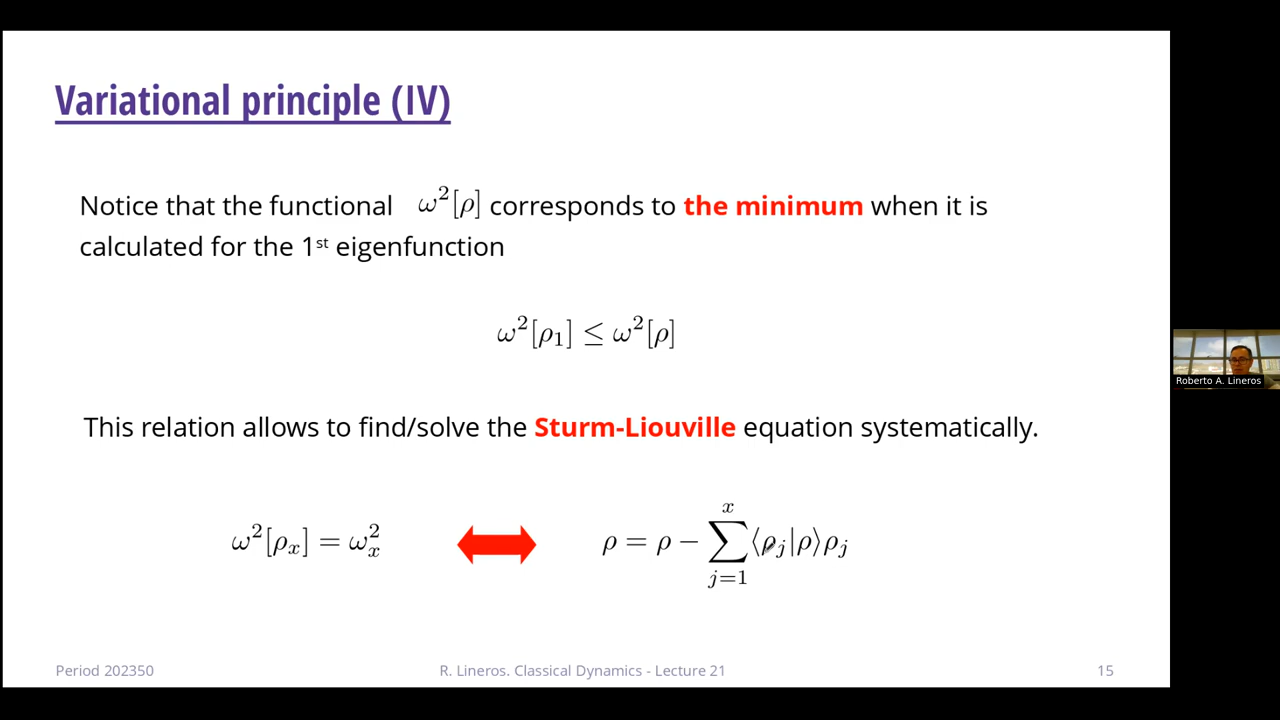 Variational principle (IV)
Notice that the functional ω²[ρ] corresponds to the minimum when it is
calculated for the 1st eigenfunction
ω²[ρ₁] ≤ ω²[ρ]
This relation allows to find/solve the Sturm-Liouville equation systematically.
ω²[ρₓ] = ωₓ² ρ = ρ − ∑_{j=1}^{x} ⟨ρⱼ|ρ⟩ρⱼ
Roberto A. Lineros
Period 202350 R. Lineros. Classical Dynamics - Lecture 21 15